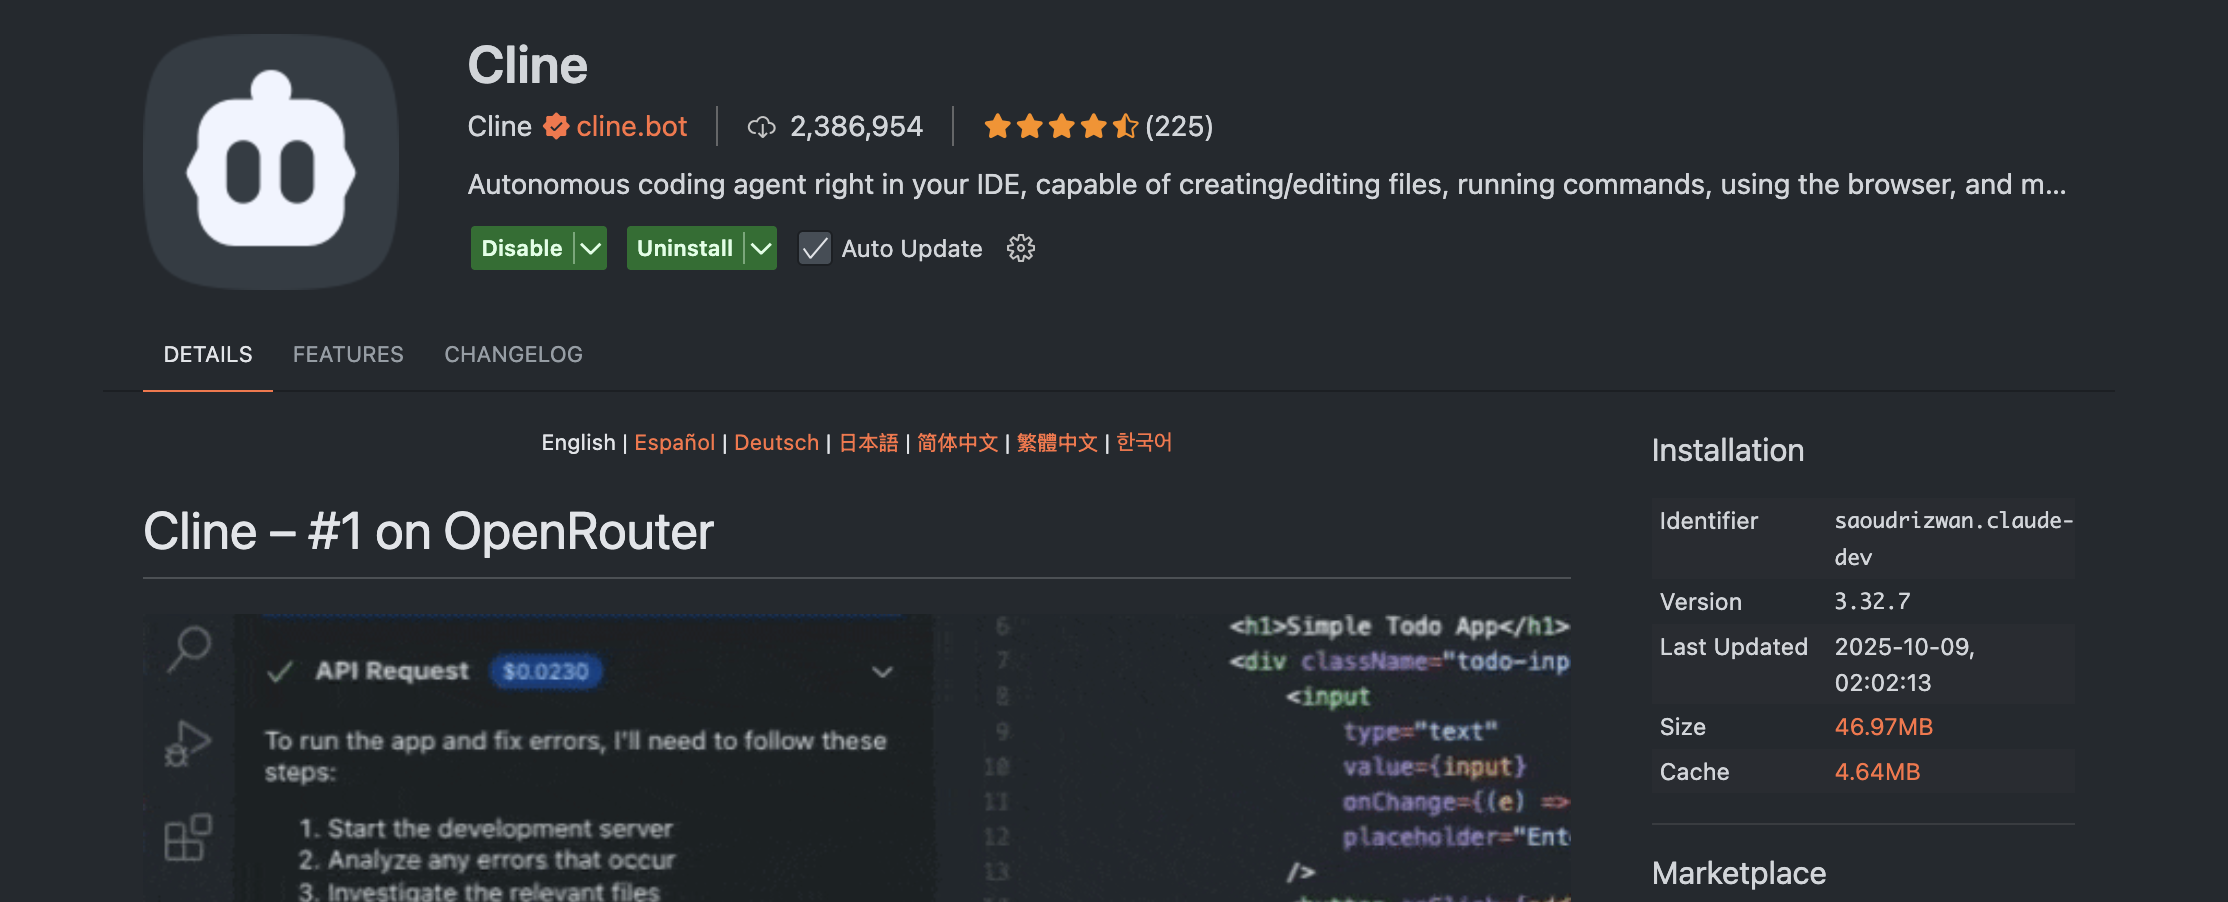 Cline
Cline cline.bot 2,386,954 (225)
Autonomous coding agent right in your IDE, capable of creating/editing files, running commands, using the browser, and m...
Disable Uninstall Auto Update
DETAILS FEATURES CHANGELOG
English | Español | Deutsch | 日本語 | 简体中文 | 繁體中文 | 한국어
Cline – #1 on OpenRouter
API Request $0.0230
To run the app and fix errors, I'll need to follow these
steps:
1. Start the development server
2. Analyze any errors that occur
3. Investigate the relevant files
6 <h1>Simple Todo App</h1>
7 <div className="todo-inp
8 <input
9 type="text"
10 value={input}
11 onChange={(e) =>
12 placeholder="Ent
13 />
Installation
Identifier saoudrizwan.claude-
dev
Version 3.32.7
Last Updated 2025-10-09,
02:02:13
Size 46.97MB
Cache 4.64MB
Marketplace